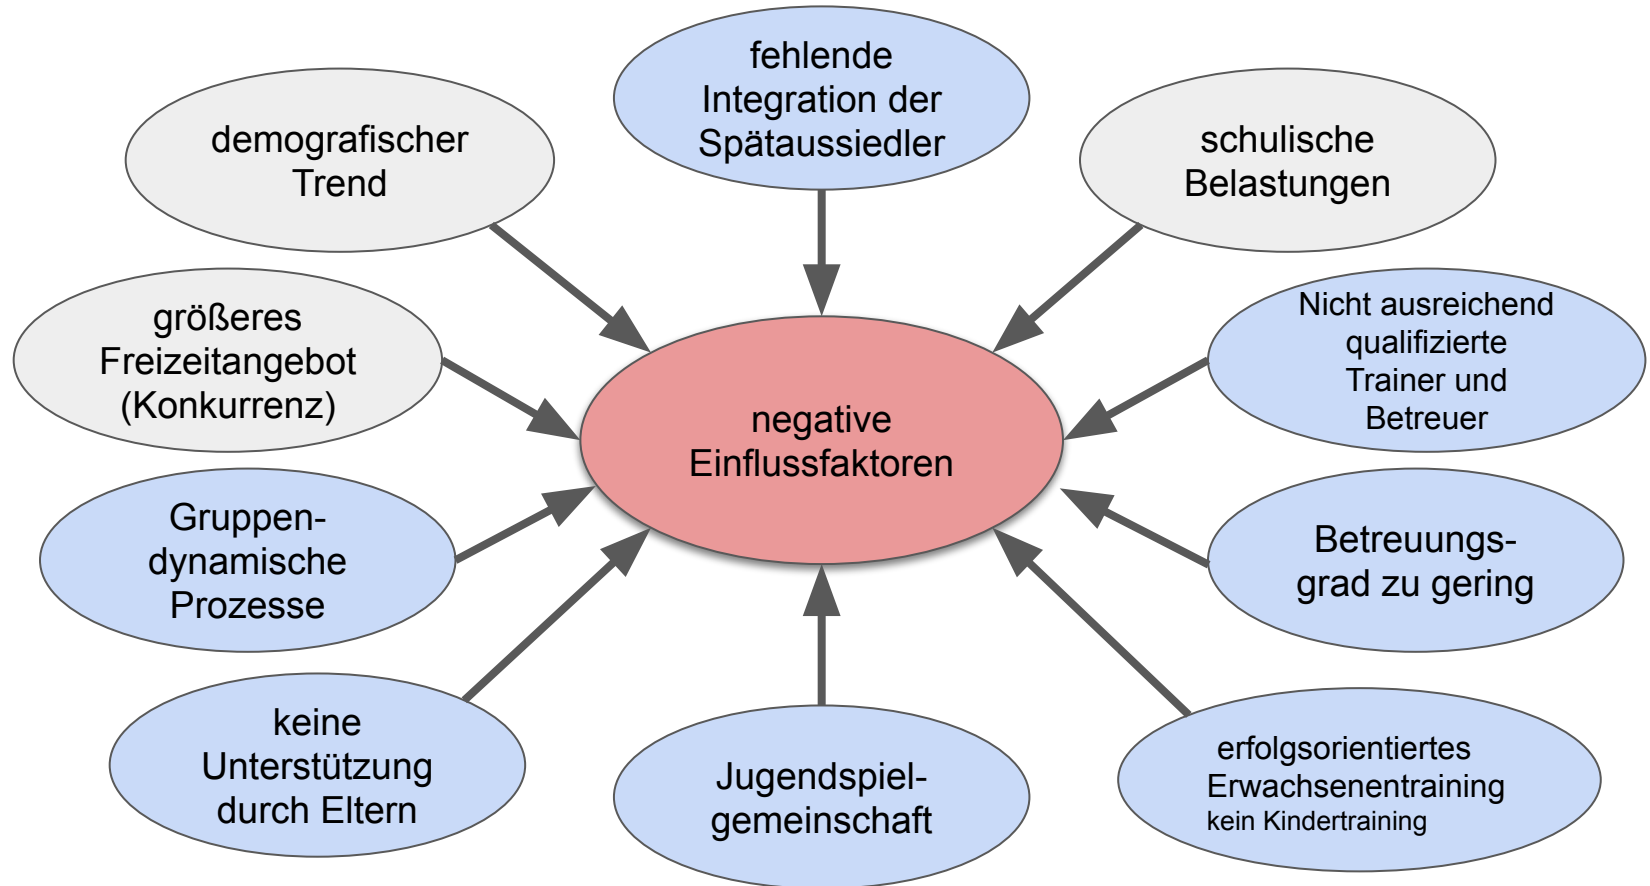 fehlende
Integration der
Spätaussiedler
demografischer
Trend
schulische
Belastungen
größeres
Freizeitangebot
(Konkurrenz)
Nicht ausreichend
qualifizierte
Trainer und
Betreuer
negative
Einflussfaktoren
Gruppen-
dynamische
Prozesse
Betreuungs-
grad zu gering
keine
Unterstützung
durch Eltern
Jugendspiel-
gemeinschaft
erfolgsorientiertes
Erwachsenentraining
kein Kindertraining